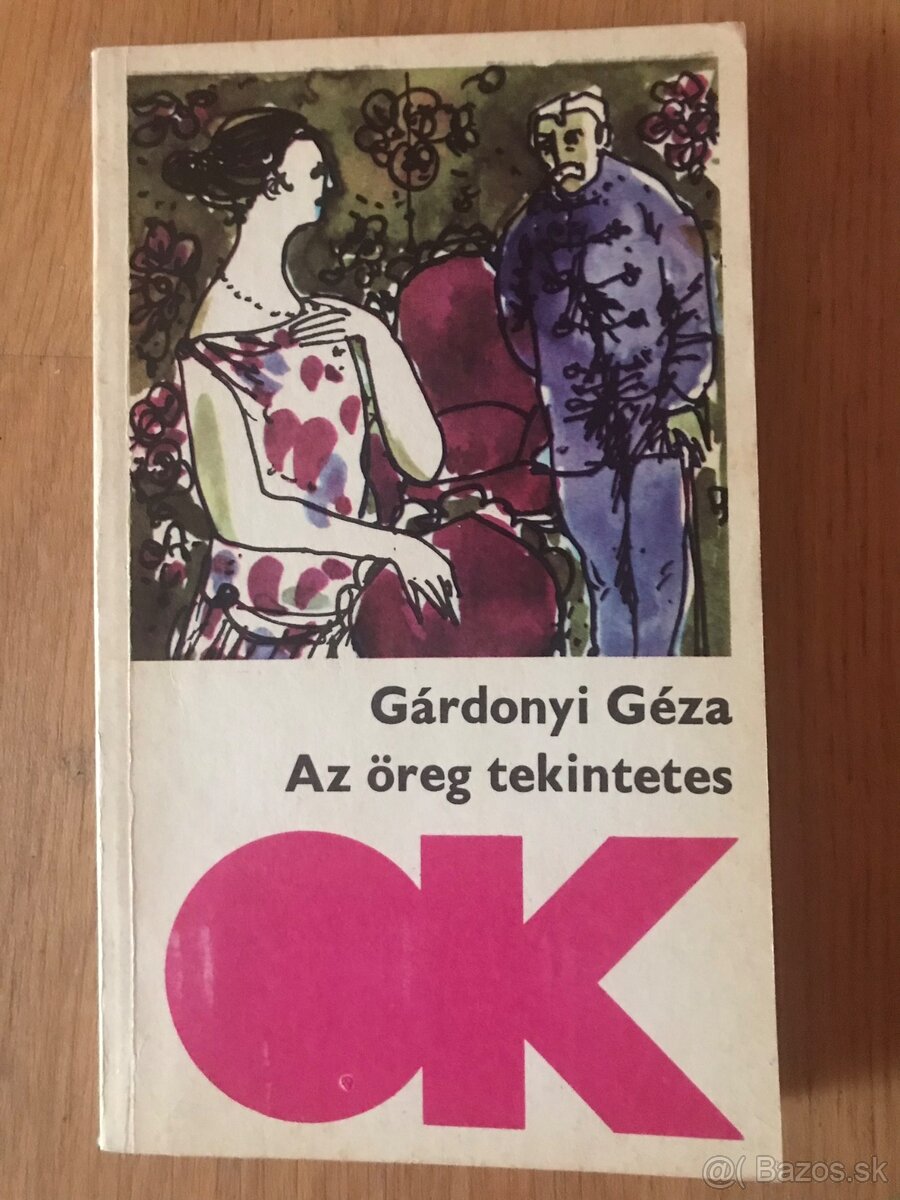 Gárdonyi Géza
Az öreg tekintetes
OK
@( Bazos.sk